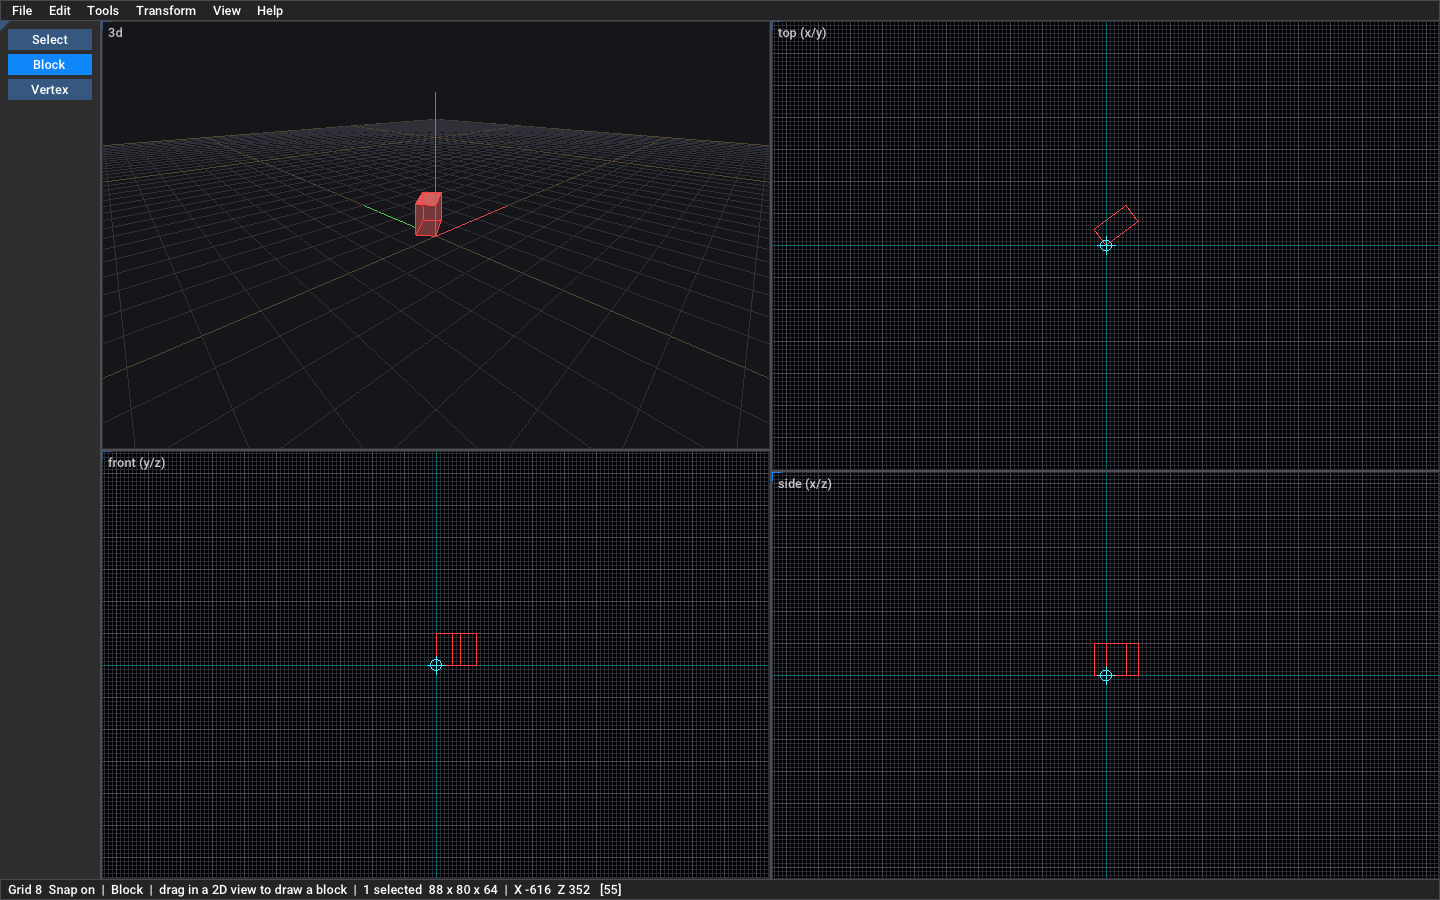 File Edit Tools Transform View Help
Select
Block
Vertex
3d
top (x/y)
front (y/z)
side (x/z)
Grid 8 Snap on | Block | drag in a 2D view to draw a block | 1 selected 88 x 80 x 64 | X -616 Z 352 [55]